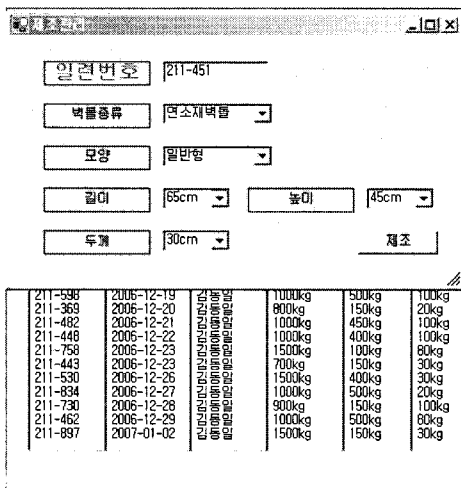 제조관리
일련번호 211-451
벽돌종류 연소재벽돌
모양 일반형
길이 65cm 높이 45cm
두께 30cm 제조
211-598 2006-12-19 김동일 1000kg 500kg 100kg
211-369 2006-12-20 김동일 800kg 150kg 20kg
211-482 2006-12-21 김동일 1000kg 450kg 100kg
211-448 2006-12-22 김동일 1000kg 400kg 100kg
211-758 2006-12-23 김동일 1500kg 100kg 80kg
211-443 2006-12-23 김동일 700kg 150kg 30kg
211-530 2006-12-26 김동일 1500kg 400kg 30kg
211-834 2006-12-27 김동일 1000kg 500kg 20kg
211-730 2006-12-28 김동일 900kg 150kg 100kg
211-462 2006-12-29 김동일 1000kg 500kg 60kg
211-897 2007-01-02 김동일 1500kg 150kg 30kg